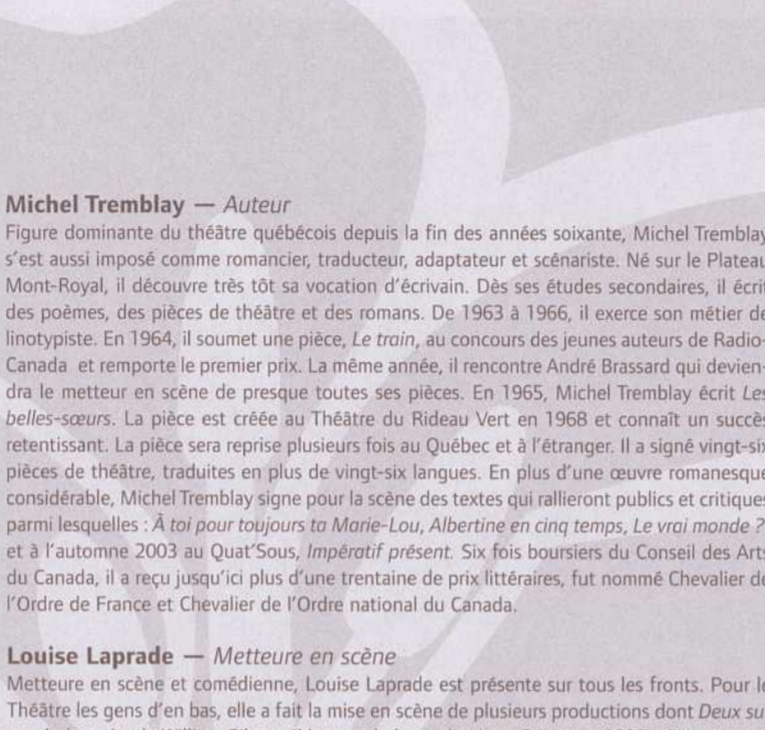 Michel Tremblay — Auteur
Figure dominante du théâtre québécois depuis la fin des années soixante, Michel Tremblay
s'est aussi imposé comme romancier, traducteur, adaptateur et scénariste. Né sur le Plateau
Mont-Royal, il découvre très tôt sa vocation d'écrivain. Dès ses études secondaires, il écrit
des poèmes, des pièces de théâtre et des romans. De 1963 à 1966, il exerce son métier de
linotypiste. En 1964, il soumet une pièce, Le train, au concours des jeunes auteurs de Radio-
Canada et remporte le premier prix. La même année, il rencontre André Brassard qui devien-
dra le metteur en scène de presque toutes ses pièces. En 1965, Michel Tremblay écrit Les
belles-sœurs. La pièce est créée au Théâtre du Rideau Vert en 1968 et connaît un succès
retentissant. La pièce sera reprise plusieurs fois au Québec et à l'étranger. Il a signé vingt-six
pièces de théâtre, traduites en plus de vingt-six langues. En plus d'une œuvre romanesque
considérable, Michel Tremblay signe pour la scène des textes qui rallieront publics et critiques
parmi lesquelles : À toi pour toujours ta Marie-Lou, Albertine en cinq temps, Le vrai monde ?
et à l'automne 2003 au Quat'Sous, Impératif présent. Six fois boursiers du Conseil des Arts
du Canada, il a reçu jusqu'ici plus d'une trentaine de prix littéraires, fut nommé Chevalier de
l'Ordre de France et Chevalier de l'Ordre national du Canada.
Louise Laprade — Metteure en scène
Metteure en scène et comédienne, Louise Laprade est présente sur tous les fronts. Pour le
Théâtre les gens d'en bas, elle a fait la mise en scène de plusieurs productions dont Deux su